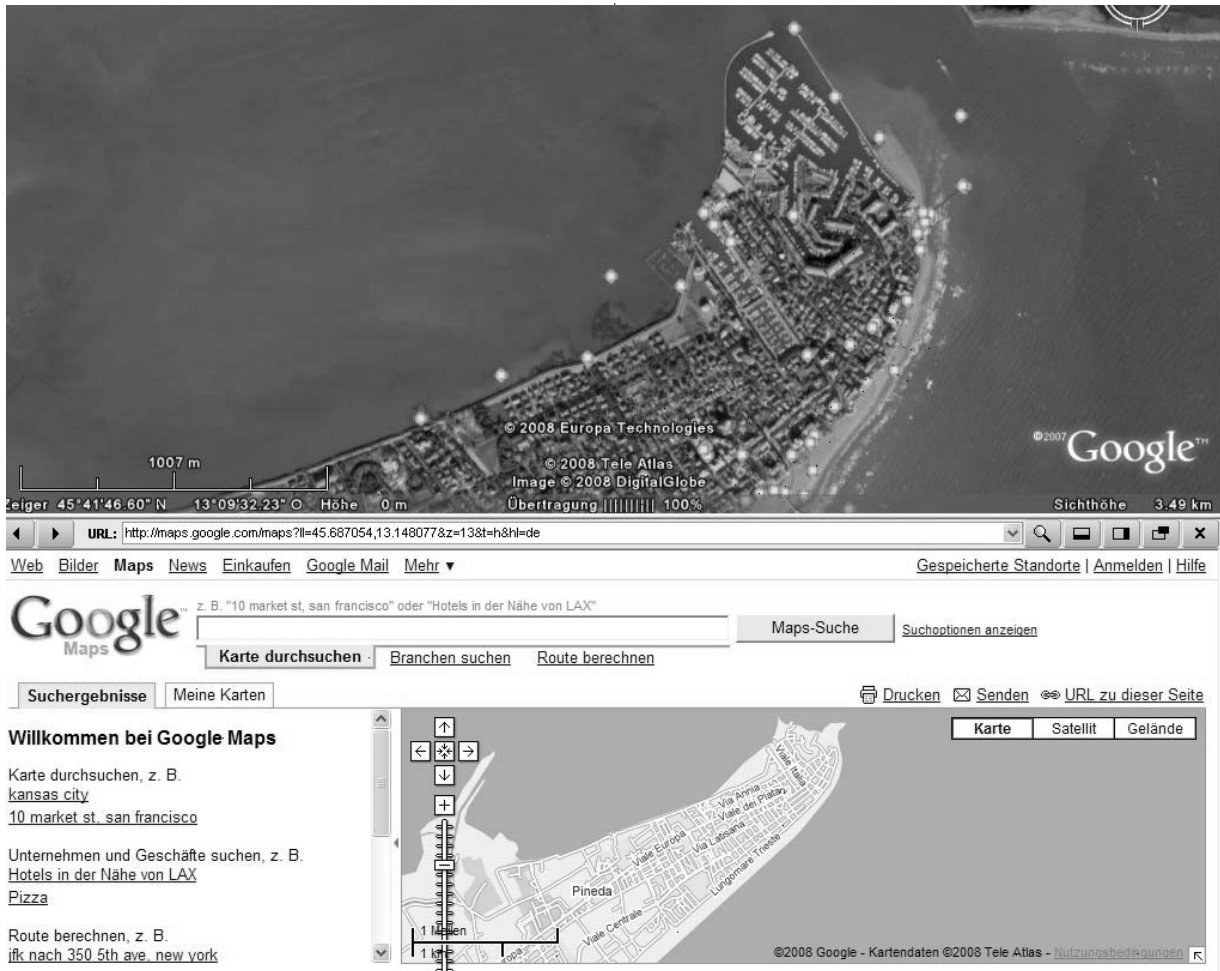 © 2008 Europa Technologies
©2007 Google™
1007 m
© 2008 Tele Atlas
Image © 2008 DigitalGlobe
Zeiger 45°41'46.60" N 13°09'32.23" O Höhe 0 m Übertragung |||||||||| 100% Sichthöhe 3.49 km
URL: http://maps.google.com/maps?ll=45.687054,13.148077&z=13&t=h&hl=de
Web Bilder Maps News Einkaufen Google Mail Mehr ▼ Gespeicherte Standorte | Anmelden | Hilfe
Google™ Maps
z. B. "10 market st, san francisco" oder "Hotels in der Nähe von LAX"
Maps-Suche Suchoptionen anzeigen
Karte durchsuchen Branchen suchen Route berechnen
Suchergebnisse Meine Karten Drucken Senden URL zu dieser Seite
Willkommen bei Google Maps
Karte durchsuchen, z. B.
kansas city
10 market st, san francisco
Unternehmen und Geschäfte suchen, z. B.
Hotels in der Nähe von LAX
Pizza
Route berechnen, z. B.
jfk nach 350 5th ave, new york
Karte Satellit Gelände
Viale Italia
Via Annia
Viale dei Platani
Viale Europa
Via Latisana
Lungomare Trieste
Pineda
Viale Centrale
1 Meilen
1 km
©2008 Google - Kartendaten ©2008 Tele Atlas - Nutzungsbedingungen